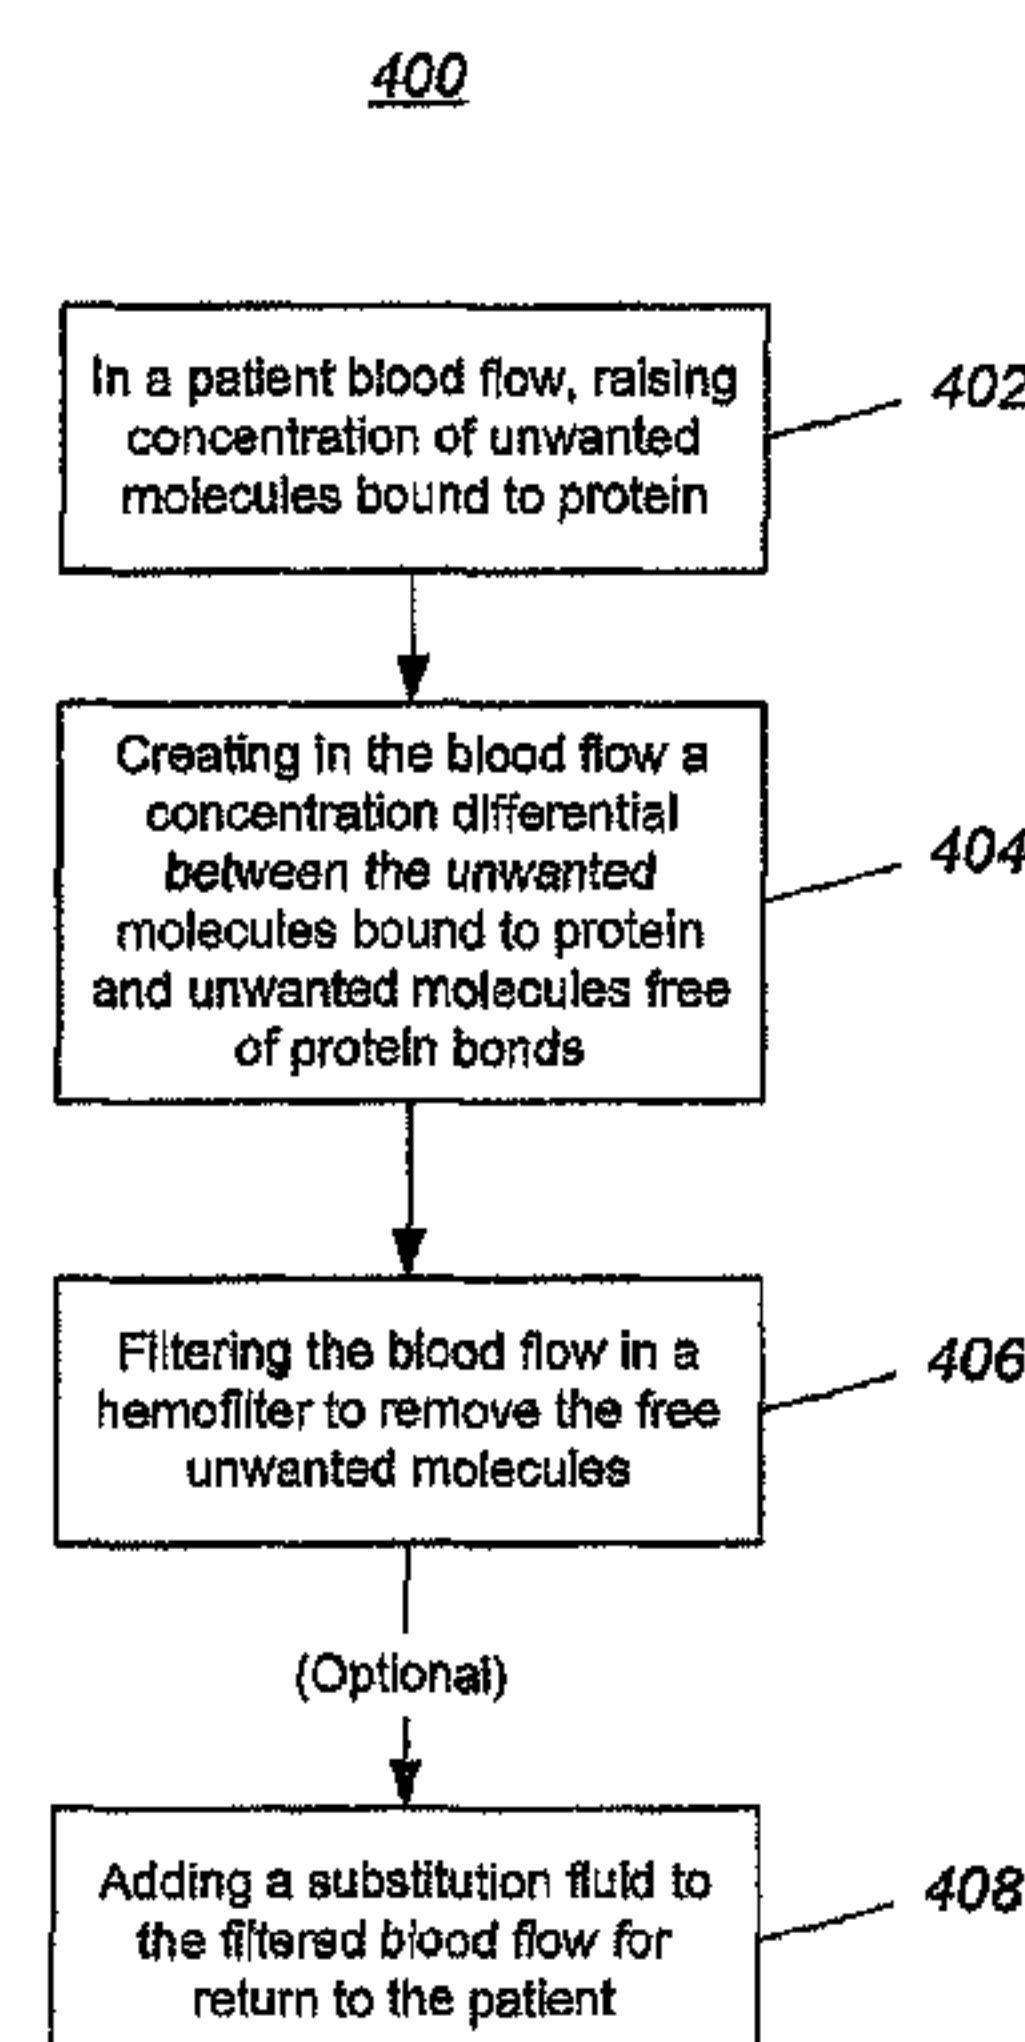 400
In a patient blood flow, raising
concentration of unwanted
molecules bound to protein
402
Creating in the blood flow a
concentration differential
between the unwanted
molecules bound to protein
and unwanted molecules free
of protein bonds
404
Filtering the blood flow in a
hemofilter to remove the free
unwanted molecules
406
(Optional)
Adding a substitution fluid to
the filtered blood flow for
return to the patient
408